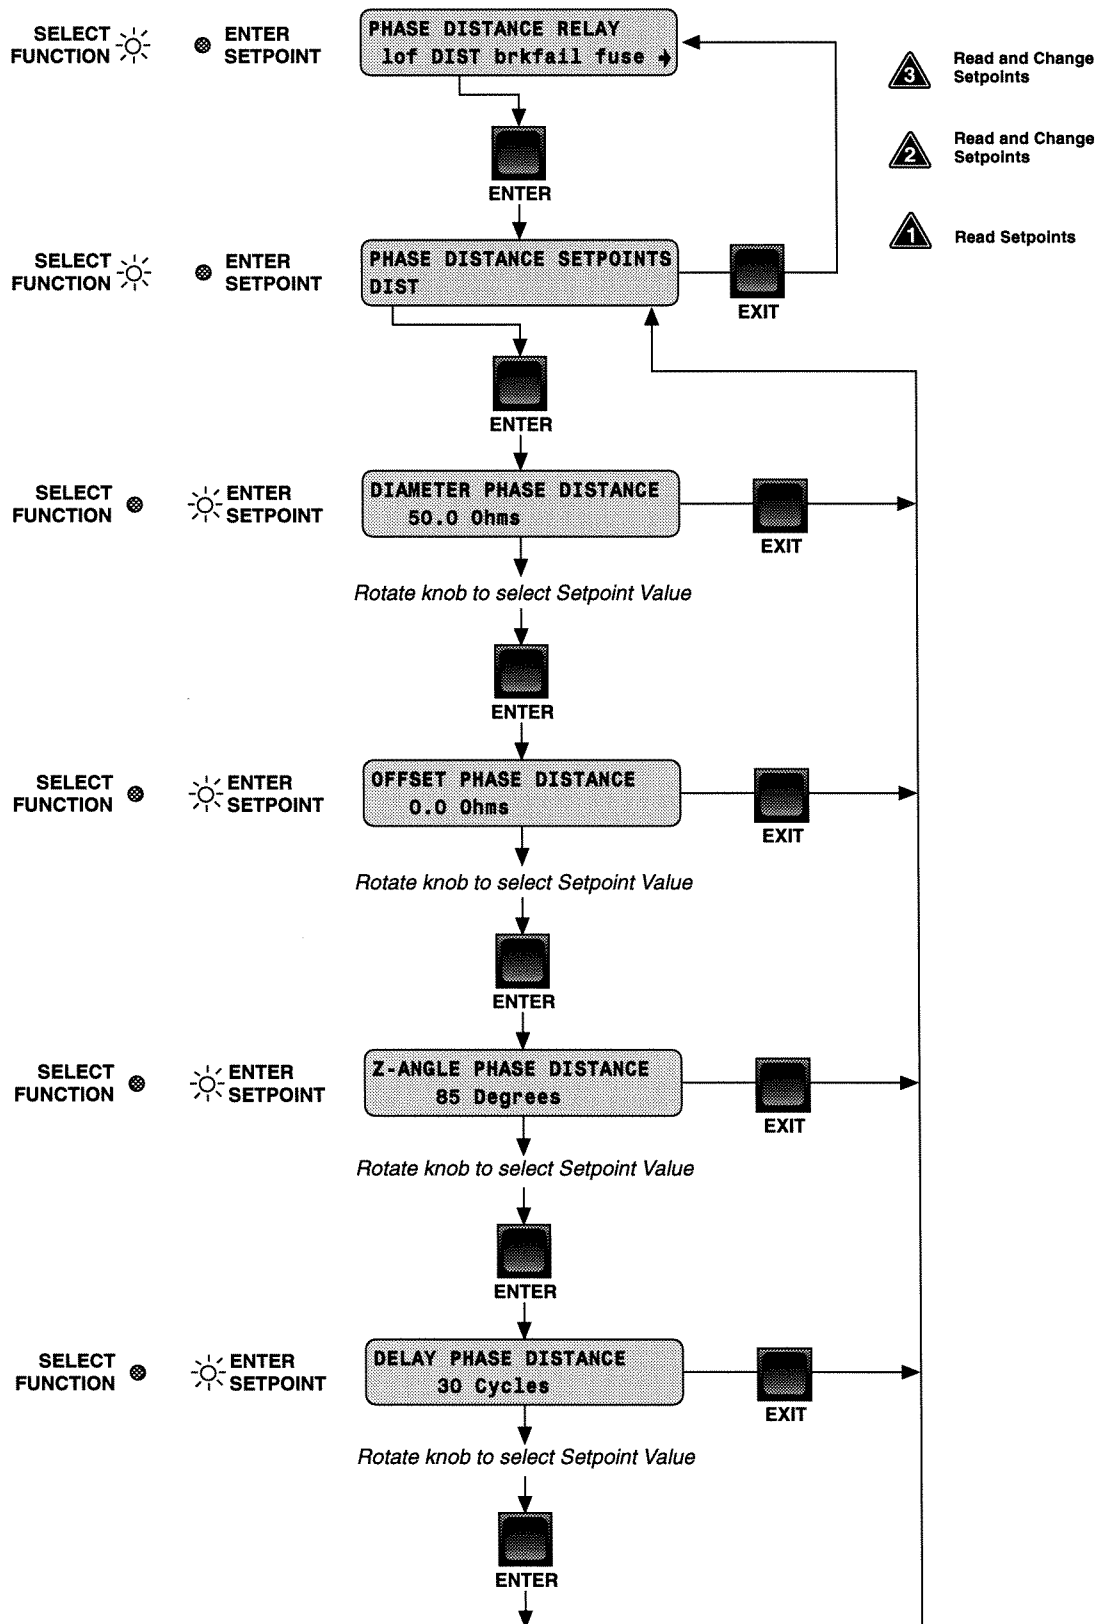 SELECT
FUNCTION
ENTER
SETPOINT
PHASE DISTANCE RELAY
lof DIST brkfail fuse →
3
Read and Change
Setpoints
2
Read and Change
Setpoints
ENTER
1
Read Setpoints
SELECT
FUNCTION
ENTER
SETPOINT
PHASE DISTANCE SETPOINTS
DIST
EXIT
ENTER
SELECT
FUNCTION
ENTER
SETPOINT
DIAMETER PHASE DISTANCE
50.0 Ohms
EXIT
Rotate knob to select Setpoint Value
ENTER
SELECT
FUNCTION
ENTER
SETPOINT
OFFSET PHASE DISTANCE
0.0 Ohms
EXIT
Rotate knob to select Setpoint Value
ENTER
SELECT
FUNCTION
ENTER
SETPOINT
Z-ANGLE PHASE DISTANCE
85 Degrees
EXIT
Rotate knob to select Setpoint Value
ENTER
SELECT
FUNCTION
ENTER
SETPOINT
DELAY PHASE DISTANCE
30 Cycles
EXIT
Rotate knob to select Setpoint Value
ENTER